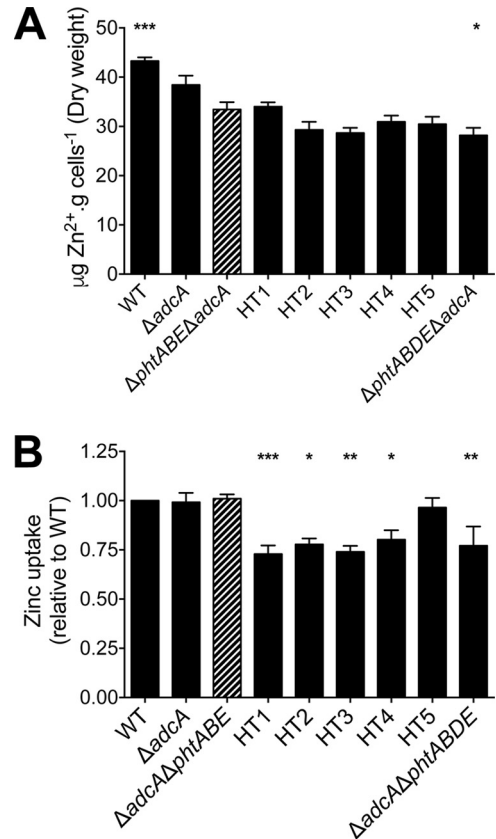 A
µg Zn²⁺.g cells⁻¹ (Dry weight)
50
40
30
20
10
0
***
*
WT
ΔadcA
ΔphtABEΔadcA
HT1
HT2
HT3
HT4
HT5
ΔphtABDEΔadcA
B
Zinc uptake
(relative to WT)
1.25
1.00
0.75
0.50
0.25
0.00
***
*
**
*
**
WT
ΔadcA
ΔadcAΔphtABE
HT1
HT2
HT3
HT4
HT5
ΔadcAΔphtABDE